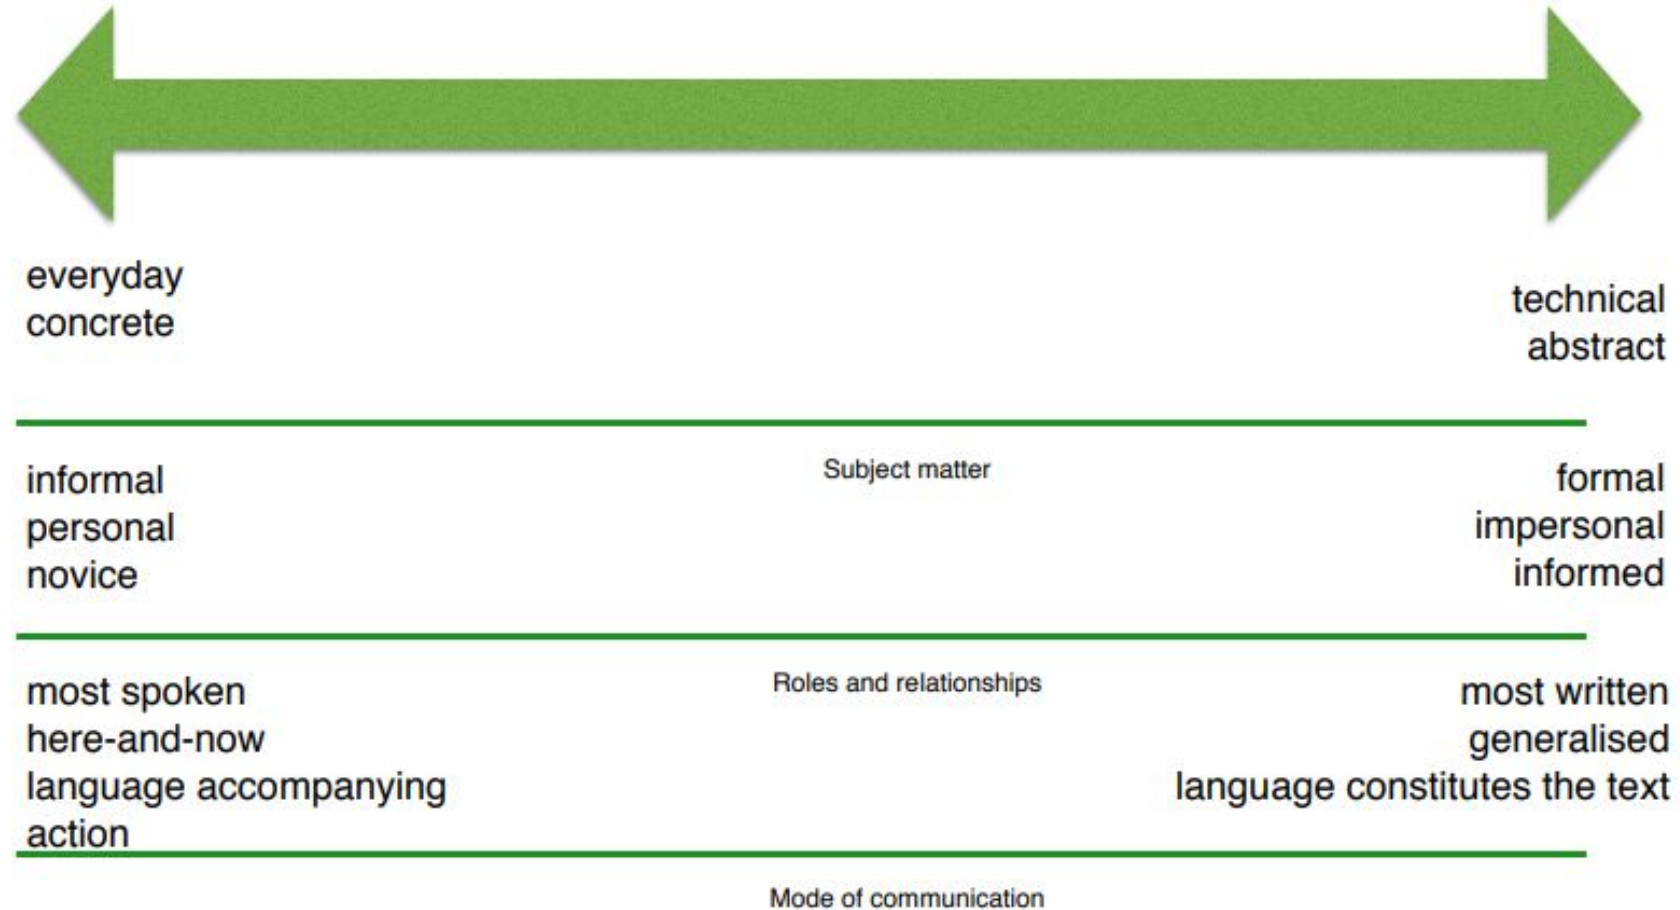 everyday
concrete
technical
abstract
Subject matter
informal
personal
novice
formal
impersonal
informed
Roles and relationships
most spoken
here-and-now
language accompanying
action
most written
generalised
language constitutes the text
Mode of communication